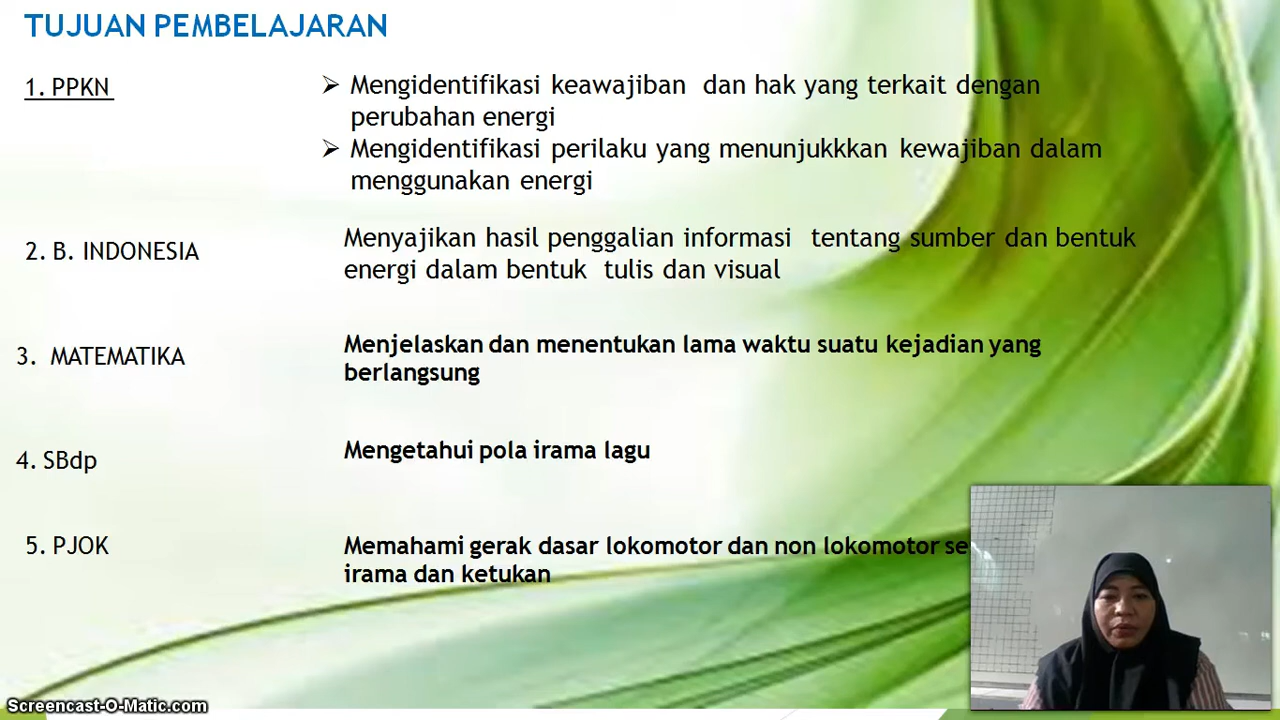 TUJUAN PEMBELAJARAN
1. PPKN
➢ Mengidentifikasi keawajiban dan hak yang terkait dengan
perubahan energi
➢ Mengidentifikasi perilaku yang menunjukkkan kewajiban dalam
menggunakan energi
2. B. INDONESIA
Menyajikan hasil penggalian informasi tentang sumber dan bentuk
energi dalam bentuk tulis dan visual
3. MATEMATIKA
Menjelaskan dan menentukan lama waktu suatu kejadian yang
berlangsung
4. SBdp
Mengetahui pola irama lagu
5. PJOK
Memahami gerak dasar lokomotor dan non lokomotor
irama dan ketukan
Screencast-O-Matic.com